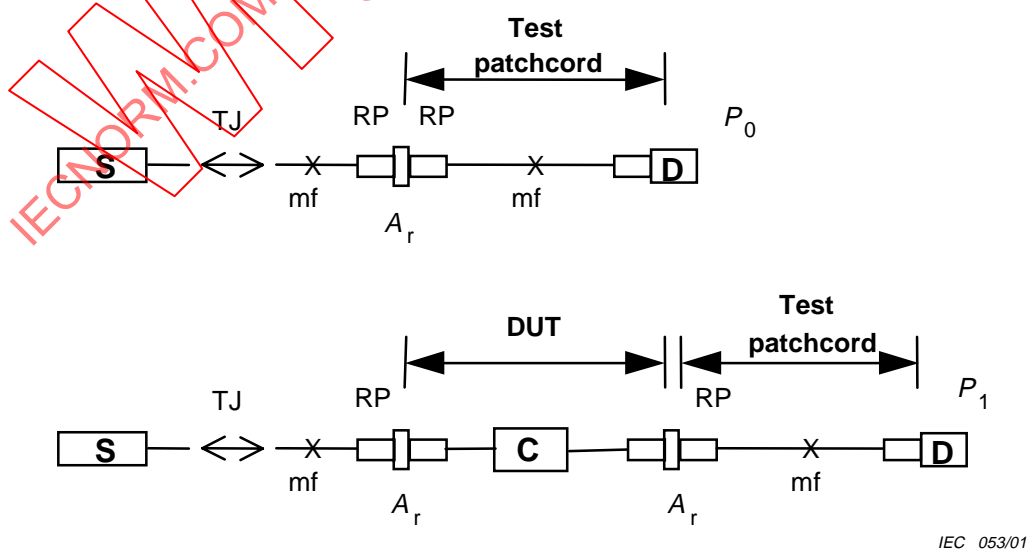 Test
patchcord
TJ
RP
RP
P0
S
mf
mf
D
Ar
IECNORM.COM
DUT
Test
patchcord
TJ
RP
RP
P1
S
mf
C
mf
D
Ar
Ar
IEC 053/01